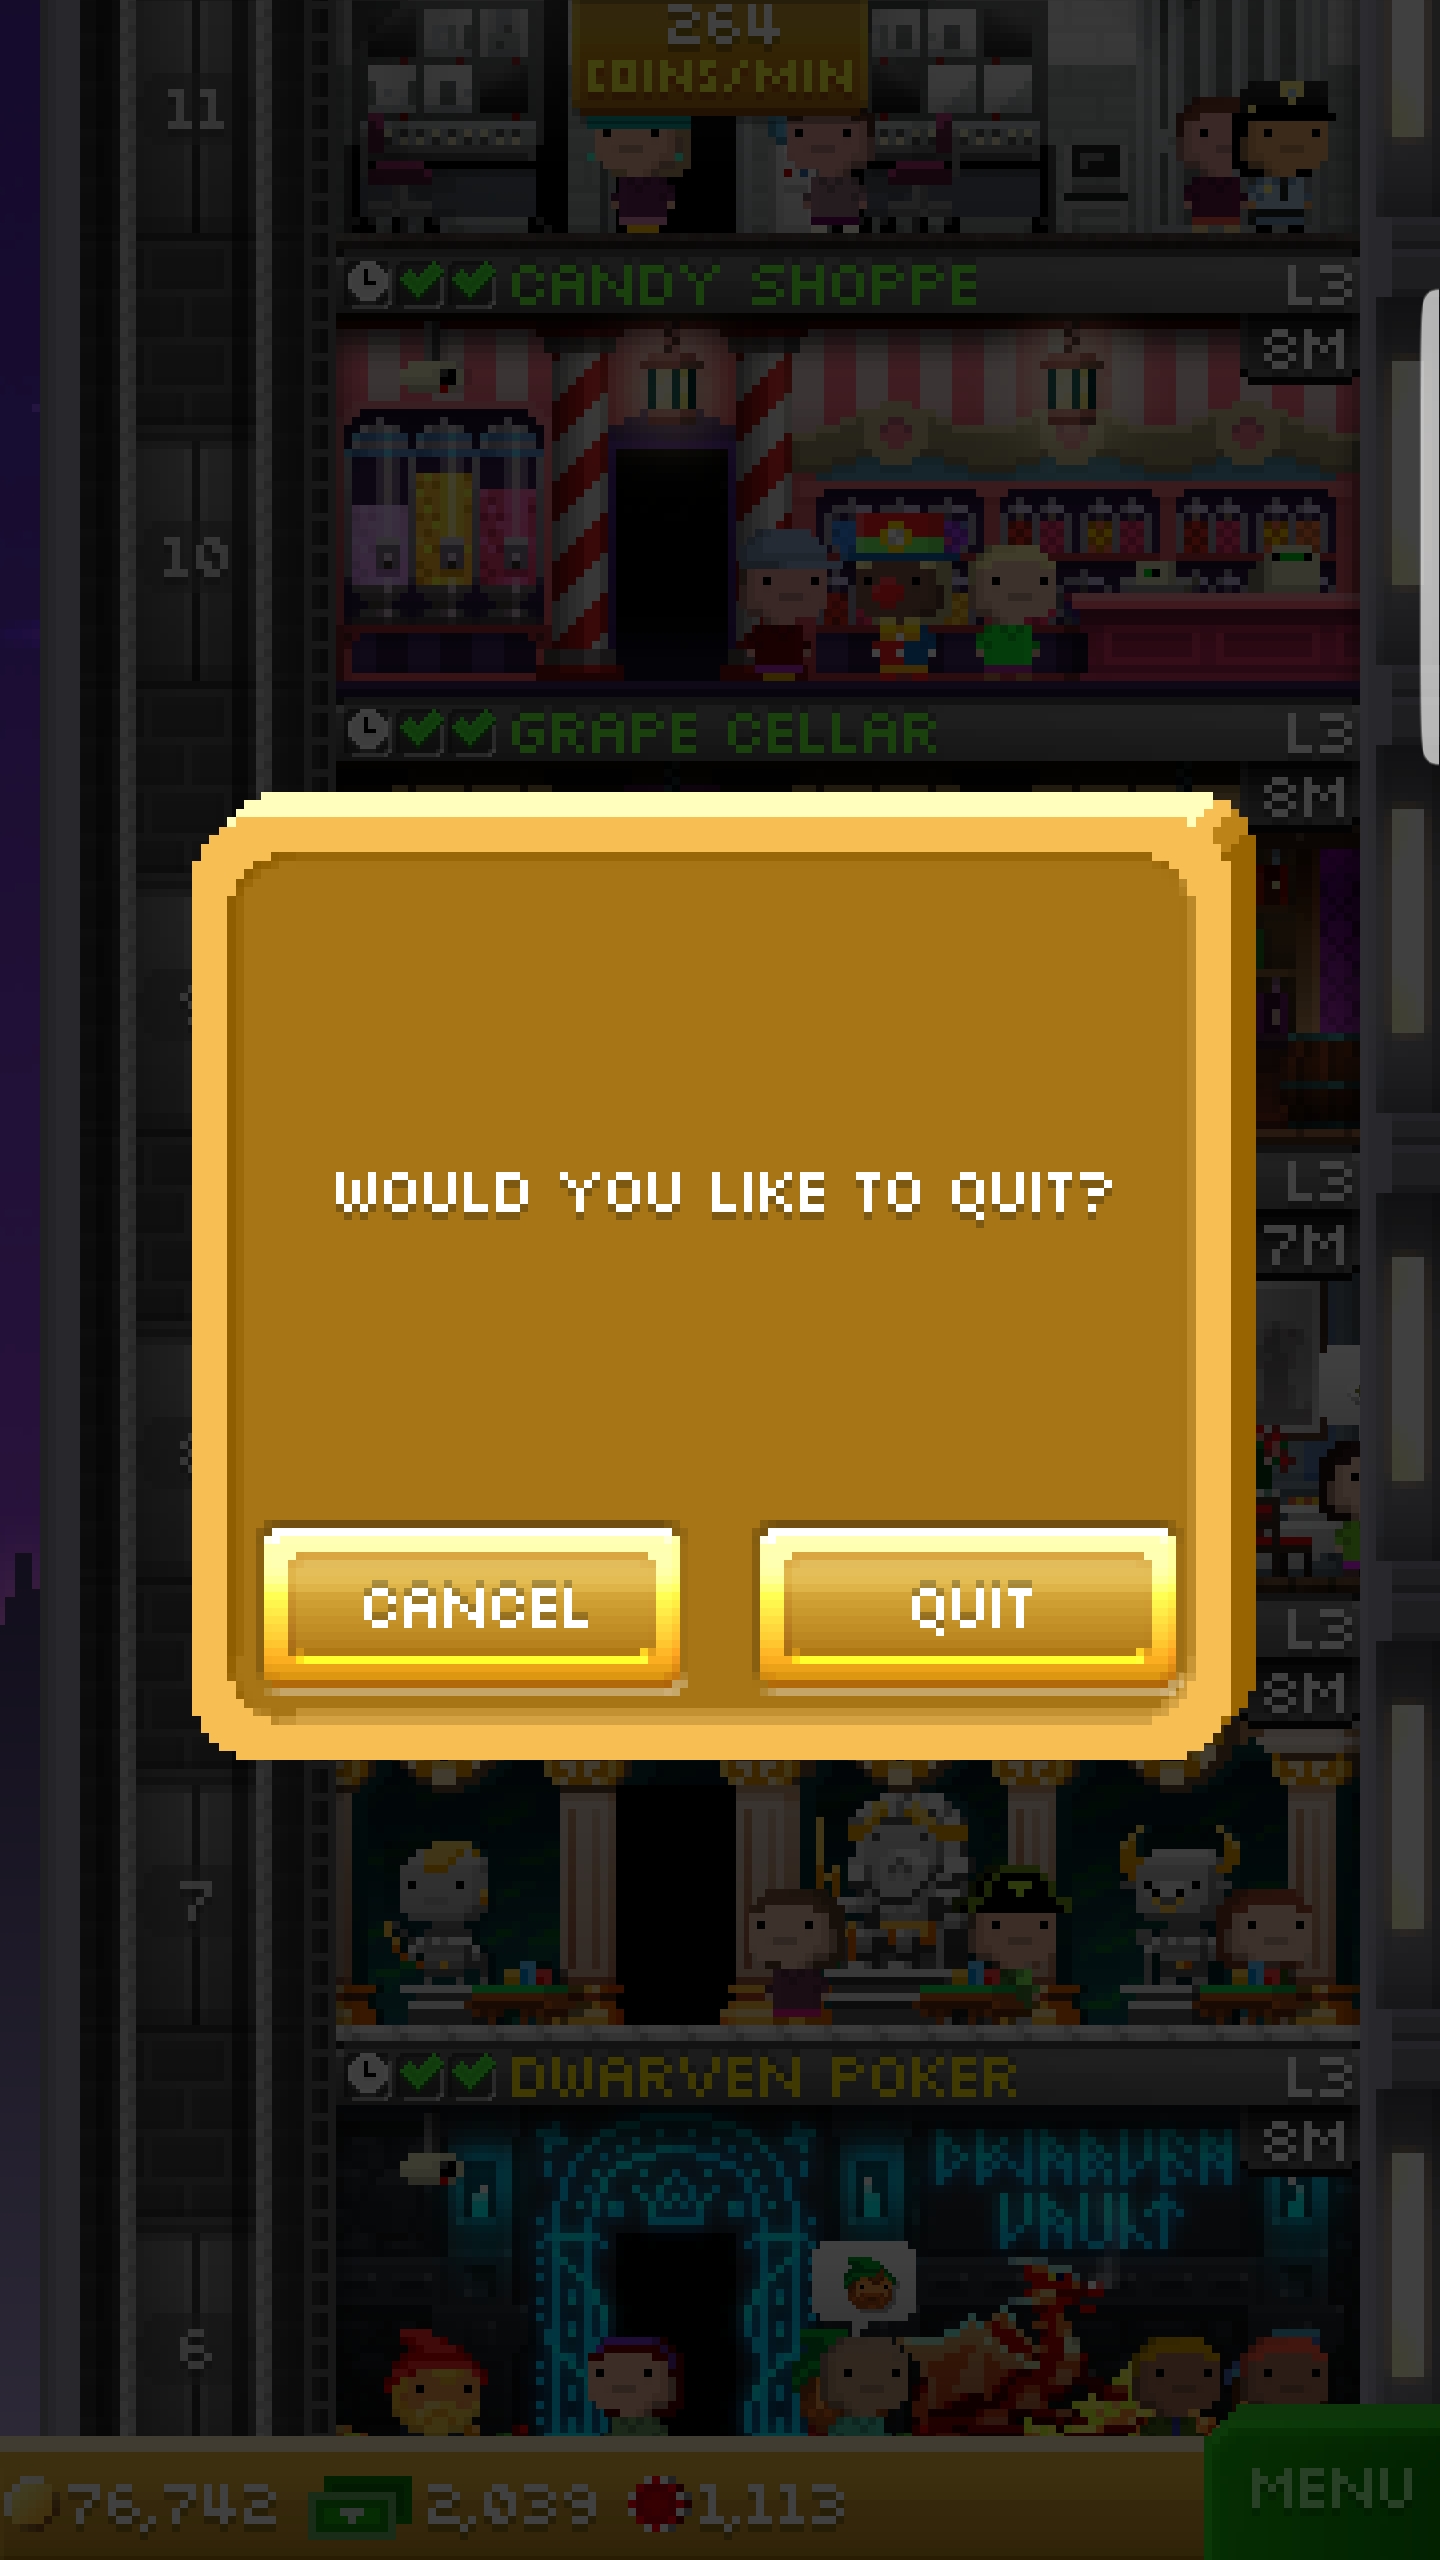 264
COINS/MIN
11
CANDY SHOPPE L3
8M
10
GRAPE CELLAR L3
8M
L3
7M
WOULD YOU LIKE TO QUIT?
CANCEL QUIT
L3
8M
7
DWARVEN POKER L3
8M
DWARVEN
VAULT
6
76,742 2,039 1,113 MENU